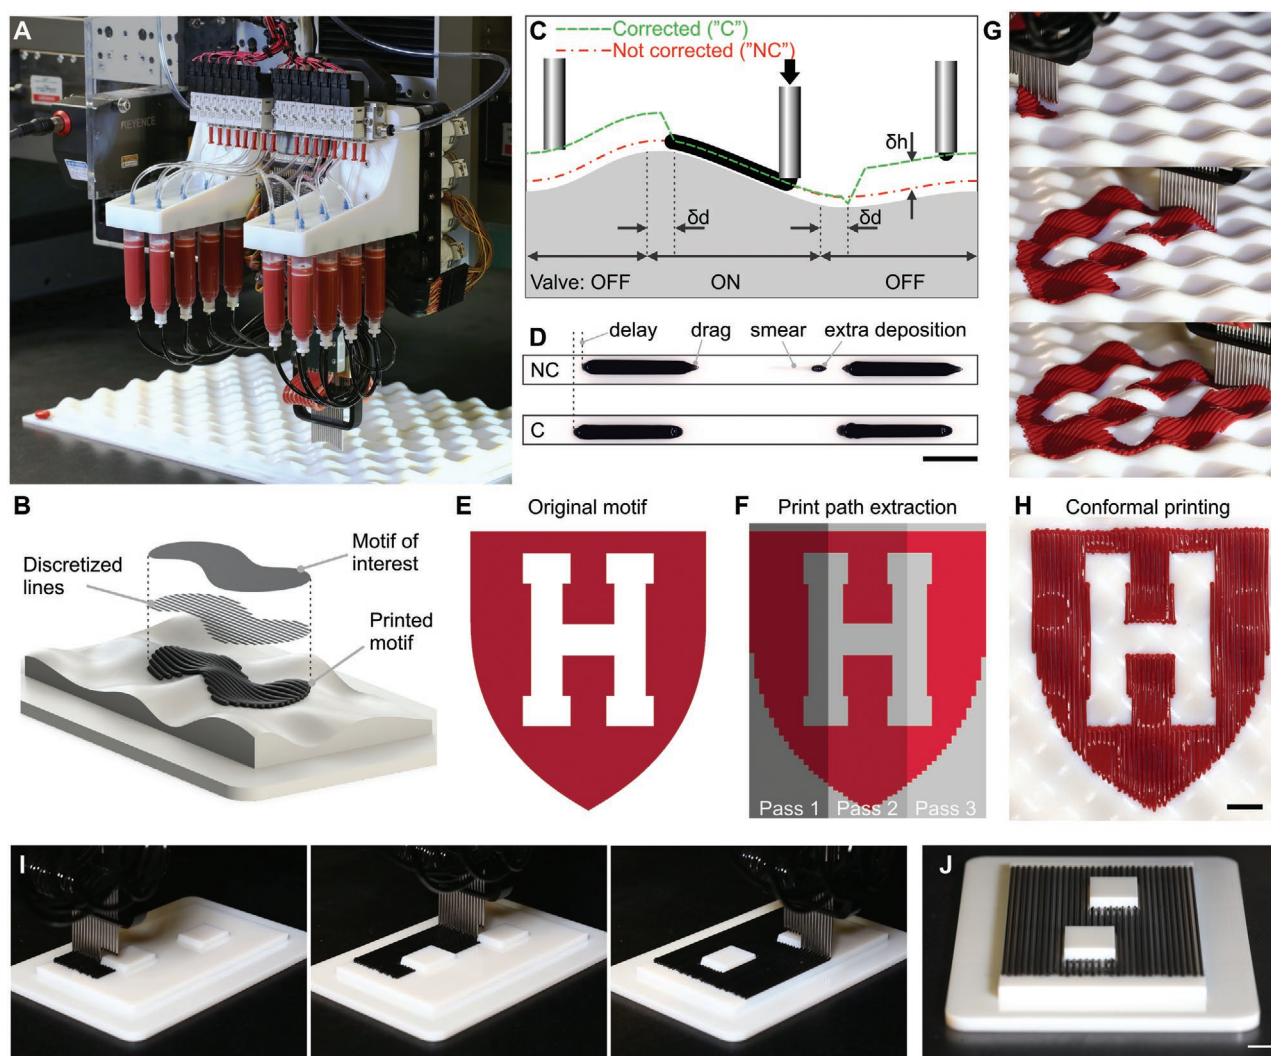 A
KEYENCE
B
Motif of
interest
Discretized
lines
Printed
motif
C
Corrected ("C")
Not corrected ("NC")
δh
δd
δd
Valve: OFF
ON
OFF
D
delay
drag
smear
extra deposition
NC
C
E
Original motif
H
F
Print path extraction
H
Pass 1
Pass 2
Pass 3
G
H
Conformal printing
H
I
J